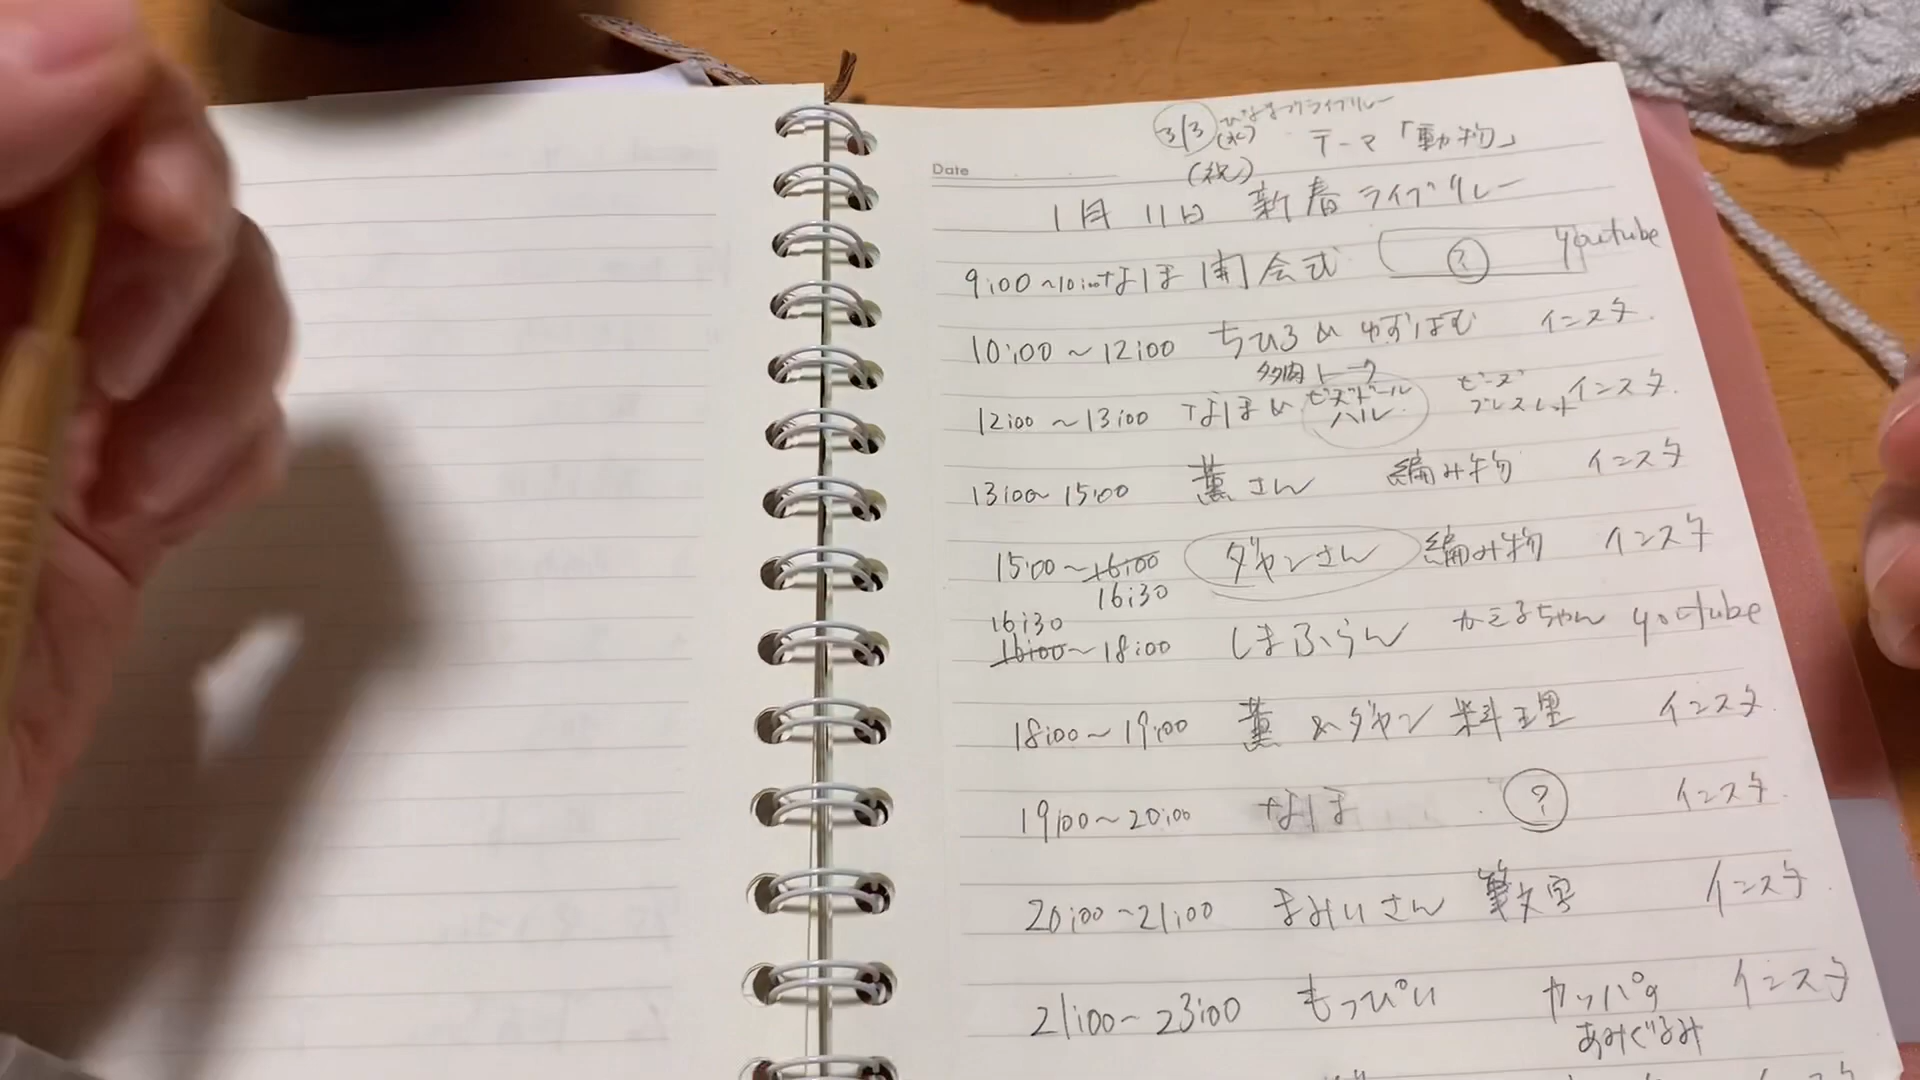 3/3 ひなまつりライブリレー
(水) テーマ「動物」
Date
(祝)
1月11日 新春ライブリレー
9:00~10:00 なほ 開会式 ? youtube
10:00~12:00 ちひろ & ゆずぽむ インスタ
多肉トーク
12:00~13:00 なほ & ビーズドール ハル ビーズ ブレスレット インスタ
13:00~15:00 薫さん 編み物 インスタ
15:00~16:00 ダヤンさん 編み物 インスタ
16:30
16:30
16:00~18:00 しまふらん かミ子ちゃん youtube
18:00~19:00 薫&ダヤン 料理 インスタ
19:00~20:00 なほ ? インスタ
20:00~21:00 まみぃさん 筆文字 インスタ
21:00~23:00 もっぴぃ カッパの インスタ
あみぐるみ